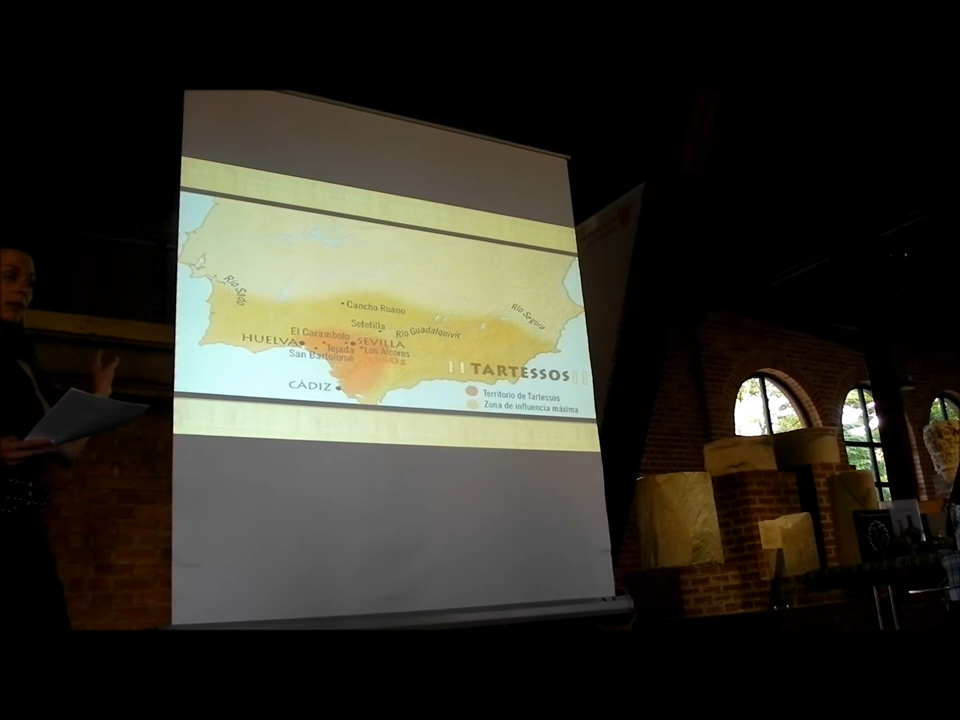 Río Sado
Cancho Roano
Río Segura
Setefilla
Río Guadalquivir
El Carambolo
HUELVA
SEVILLA
Tejada
Los Alcores
San Bartolomé
TARTESSOS
CÁDIZ
TARTESSOS
Territorio de Tartessos
Zona de influencia máxima